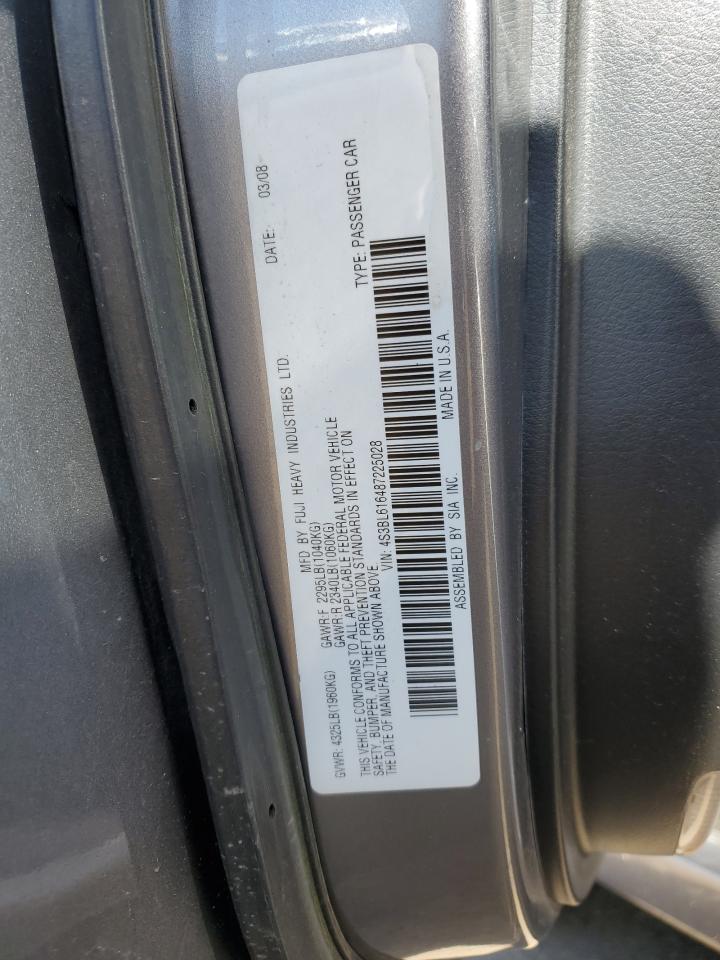 MFD BY FUJI HEAVY INDUSTRIES LTD. DATE: 03/08
GVWR: 4325LB(1960KG) GAWR:F 2295LB(1040KG)
GAWR:R 2340LB(1060KG)
THIS VEHICLE CONFORMS TO ALL APPLICABLE FEDERAL MOTOR VEHICLE
SAFETY, BUMPER, AND THEFT PREVENTION STANDARDS IN EFFECT ON
THE DATE OF MANUFACTURE SHOWN ABOVE.
VIN: 4S3BL616487225028 TYPE: PASSENGER CAR
ASSEMBLED BY SIA INC. MADE IN U.S.A.